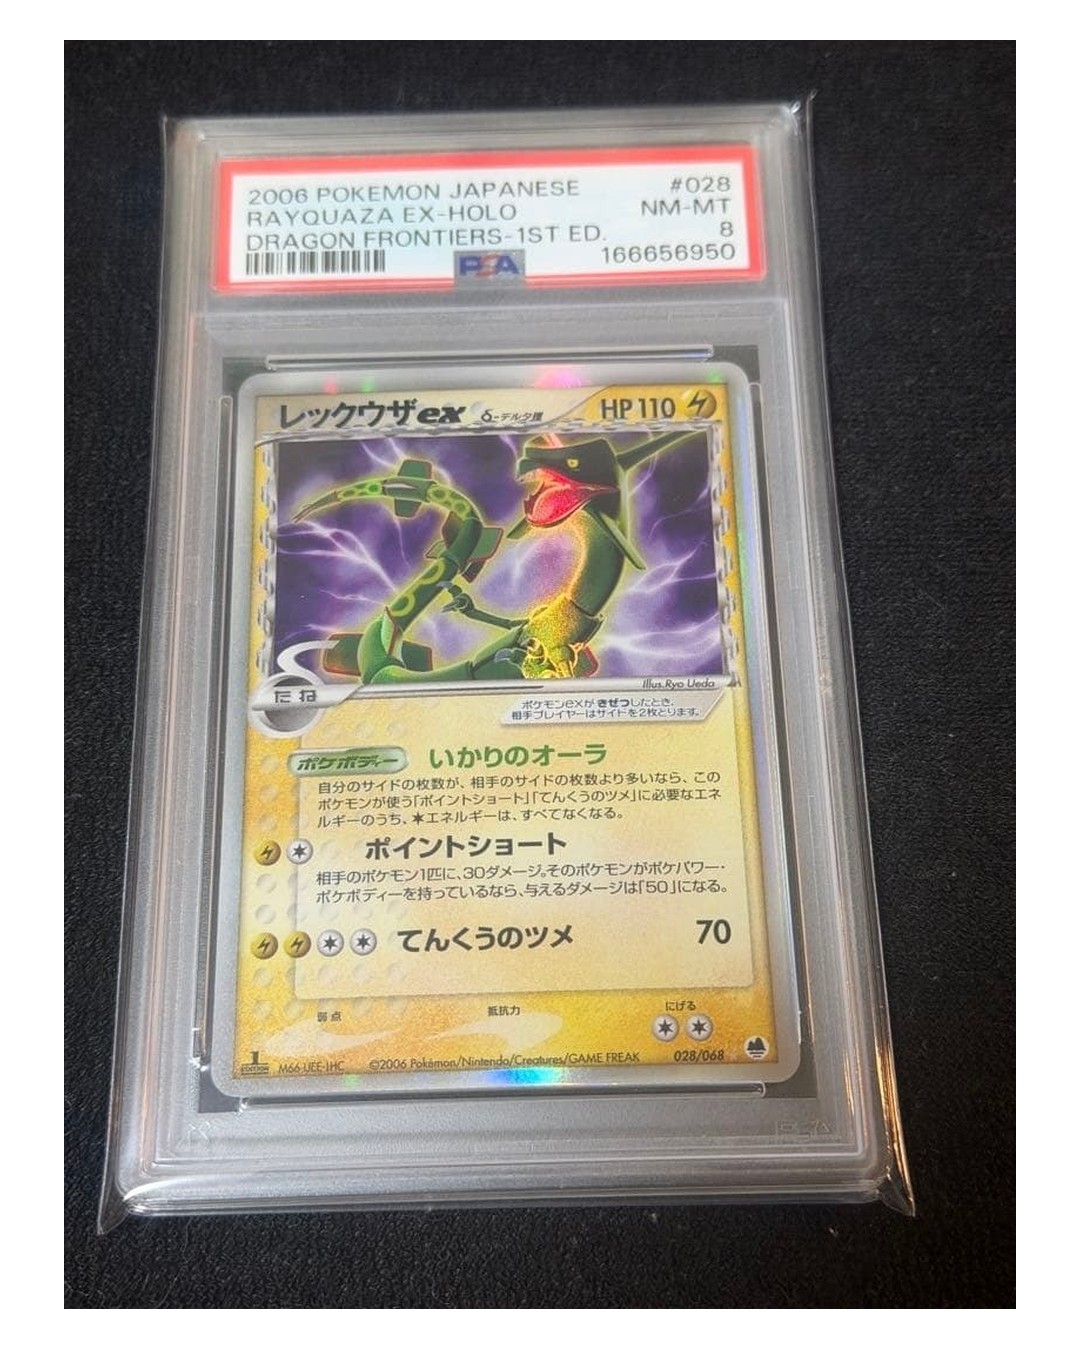 2006 POKEMON JAPANESE #028
RAYQUAZA EX-HOLO NM-MT
DRAGON FRONTIERS-1ST ED. 8
PSA 166656950
レックウザex δ-デルタ種 HP110
Illus.Ryo Ueda
たね
ポケモンexがきぜつしたとき、
相手プレイヤーはサイドを2枚とります。
ポケボディー いかりのオーラ
自分のサイドの枚数が、相手のサイドの枚数より多いなら、この
ポケモンが使う「ポイントショート」「てんくうのツメ」に必要なエネ
ルギーのうち、✶エネルギーは、すべてなくなる。
ポイントショート
相手のポケモン1匹に、30ダメージ。そのポケモンがポケパワー・
ポケボディーを持っているなら、与えるダメージは「50」になる。
てんくうのツメ 70
弱点 抵抗力 にげる
1 EDITION M66-UEE-1HC ©2006 Pokémon/Nintendo/Creatures/GAME FREAK 028/068
PSA